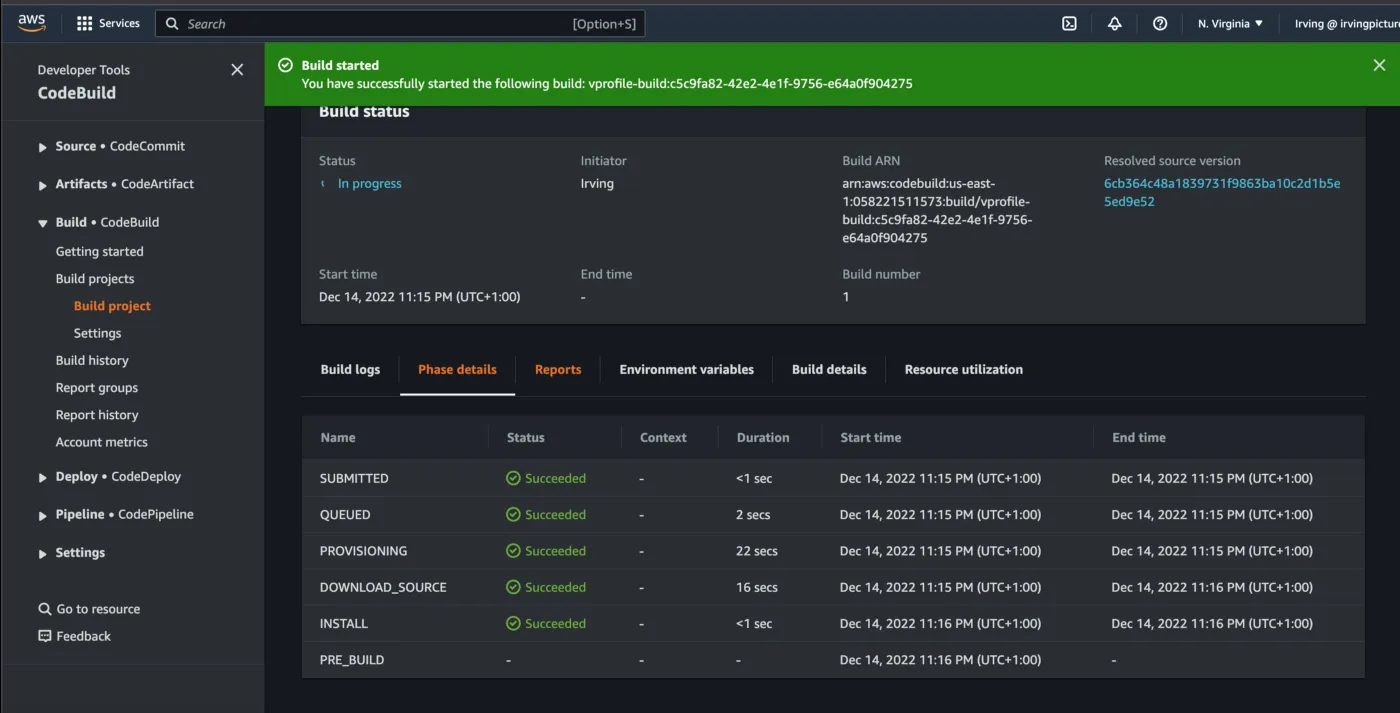 aws
Services
Search [Option+S]
N. Virginia ▼
Irving @ irvingpicture
Developer Tools
CodeBuild
Source • CodeCommit
Artifacts • CodeArtifact
Build • CodeBuild
Getting started
Build projects
Build project
Settings
Build history
Report groups
Report history
Account metrics
Deploy • CodeDeploy
Pipeline • CodePipeline
Settings
Go to resource
Feedback
Build started
You have successfully started the following build: vprofile-build:c5c9fa82-42e2-4e1f-9756-e64a0f904275
Build status
Status
In progress
Initiator
Irving
Build ARN
arn:aws:codebuild:us-east-
1:058221511573:build/vprofile-
build:c5c9fa82-42e2-4e1f-9756-
e64a0f904275
Resolved source version
6cb364c48a1839731f9863ba10c2d1b5e
5ed9e52
Start time
Dec 14, 2022 11:15 PM (UTC+1:00)
End time
-
Build number
1
Build logs Phase details Reports Environment variables Build details Resource utilization
Name Status Context Duration Start time End time
SUBMITTED Succeeded - <1 sec Dec 14, 2022 11:15 PM (UTC+1:00) Dec 14, 2022 11:15 PM (UTC+1:00)
QUEUED Succeeded - 2 secs Dec 14, 2022 11:15 PM (UTC+1:00) Dec 14, 2022 11:15 PM (UTC+1:00)
PROVISIONING Succeeded - 22 secs Dec 14, 2022 11:15 PM (UTC+1:00) Dec 14, 2022 11:15 PM (UTC+1:00)
DOWNLOAD_SOURCE Succeeded - 16 secs Dec 14, 2022 11:15 PM (UTC+1:00) Dec 14, 2022 11:16 PM (UTC+1:00)
INSTALL Succeeded - <1 sec Dec 14, 2022 11:16 PM (UTC+1:00) Dec 14, 2022 11:16 PM (UTC+1:00)
PRE_BUILD - - - Dec 14, 2022 11:16 PM (UTC+1:00) -